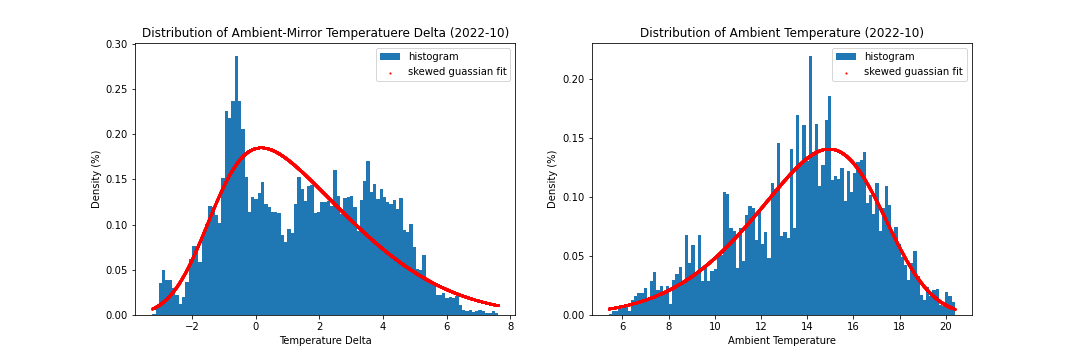 Distribution of Ambient-Mirror Temperatuere Delta (2022-10)
0.30
0.25
0.20
0.15
0.10
0.05
0.00
Density (%)
histogram
skewed guassian fit
−2
0
2
4
6
8
Temperature Delta
Distribution of Ambient Temperature (2022-10)
0.20
0.15
0.10
0.05
0.00
Density (%)
histogram
skewed guassian fit
6
8
10
12
14
16
18
20
Ambient Temperature